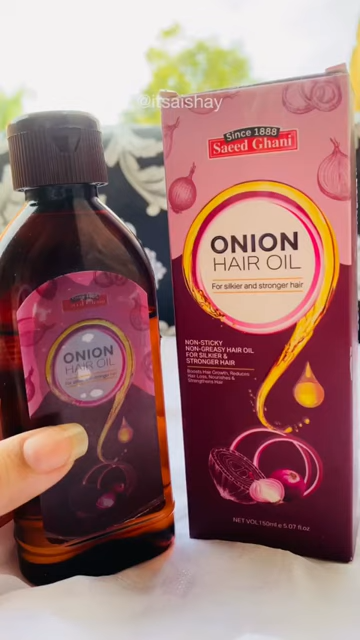 @itsaishay
Since 1888
Saeed Ghani
ONION
HAIR OIL
For silkier and stronger hair
NON-STICKY
NON-GREASY HAIR OIL
FOR SILKIER &
STRONGER HAIR
Boosts Hair Growth, Reduces
Hair Loss, Nourishes &
Strengthens Hair
NET VOL 150ml e 5.07 fl oz
Saeed Ghani
ONION
HAIR OIL